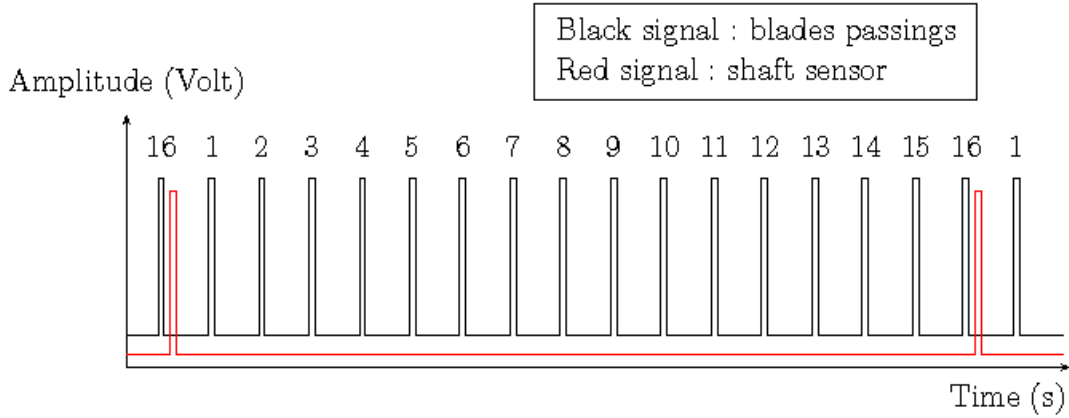 Black signal : blades passings
Red signal : shaft sensor
Amplitude (Volt)
16 1 2 3 4 5 6 7 8 9 10 11 12 13 14 15 16 1
Time (s)